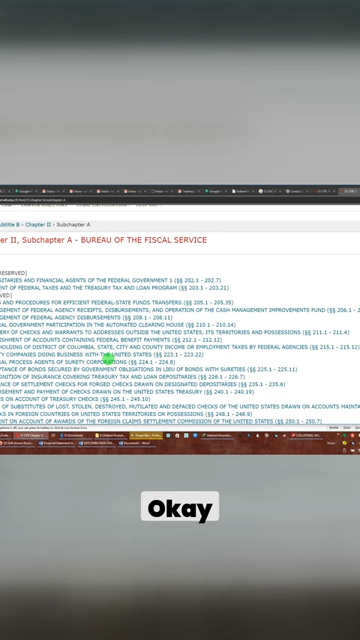 ubtitle B › Chapter II › Subchapter A
er II, Subchapter A - BUREAU OF THE FISCAL SERVICE
RESERVED]
SITARIES AND FINANCIAL AGENTS OF THE FEDERAL GOVERNMENT 1 (§§ 202.1 - 202.7)
ENT OF FEDERAL TAXES AND THE TREASURY TAX AND LOAN PROGRAM (§§ 203.1 - 203.21)
VED]
S AND PROCEDURES FOR EFFICIENT FEDERAL-STATE FUNDS TRANSFERS (§§ 205.1 - 205.35)
GEMENT OF FEDERAL AGENCY RECEIPTS, DISBURSEMENTS, AND OPERATION OF THE CASH MANAGEMENT IMPROVEMENTS FUND (§§ 206.1 -
GEMENT OF FEDERAL AGENCY DISBURSEMENTS (§§ 208.1 - 208.11)
RAL GOVERNMENT PARTICIPATION IN THE AUTOMATED CLEARING HOUSE (§§ 210.1 - 210.14)
ERY OF CHECKS AND WARRANTS TO ADDRESSES OUTSIDE THE UNITED STATES, ITS TERRITORIES AND POSSESSIONS (§§ 211.1 - 211.4)
LISHMENT OF ACCOUNTS CONTAINING FEDERAL BENEFIT PAYMENTS (§§ 212.1 - 212.12)
HOLDING OF DISTRICT OF COLUMBIA, STATE, CITY AND COUNTY INCOME OR EMPLOYMENT TAXES BY FEDERAL AGENCIES (§§ 215.1 - 215.12)
TY COMPANIES DOING BUSINESS WITH THE UNITED STATES (§§ 223.1 - 223.22)
RAL PROCESS AGENTS OF SURETY CORPORATIONS (§§ 224.1 - 224.8)
PTANCE OF BONDS SECURED BY GOVERNMENT OBLIGATIONS IN LIEU OF BONDS WITH SURETIES (§§ 225.1 - 225.11)
ANCE OF SETTLEMENT CHECKS FOR FORGED CHECKS DRAWN ON DESIGNATED DEPOSITARIES (§§ 235.1 - 235.6)
GNITION OF INSURANCE COVERING TREASURY TAX AND LOAN DEPOSITARIES (§§ 226.1 - 226.7)
RSEMENT AND PAYMENT OF CHECKS DRAWN ON THE UNITED STATES TREASURY (§§ 240.1 - 240.19)
S ON ACCOUNT OF (§§ 245.1 - 245.10)
OF SUBSTITUTES OF LOST, STOLEN, DESTROYED, MUTILATED AND DEFACED CHECKS OF THE UNITED STATES DRAWN ON ACCOUNTS
KS IN FOREIGN COUNTRIES OR UNITED STATES TERRITORIES OR POSSESSIONS (§§ 248.1 - 248.9)
ENT ON ACCOUNT OF AWARDS OF THE FOREIGN CLAIMS SETTLEMENT COMMISSION OF THE UNITED STATES (§§ 250.1 - 250.7)
Okay